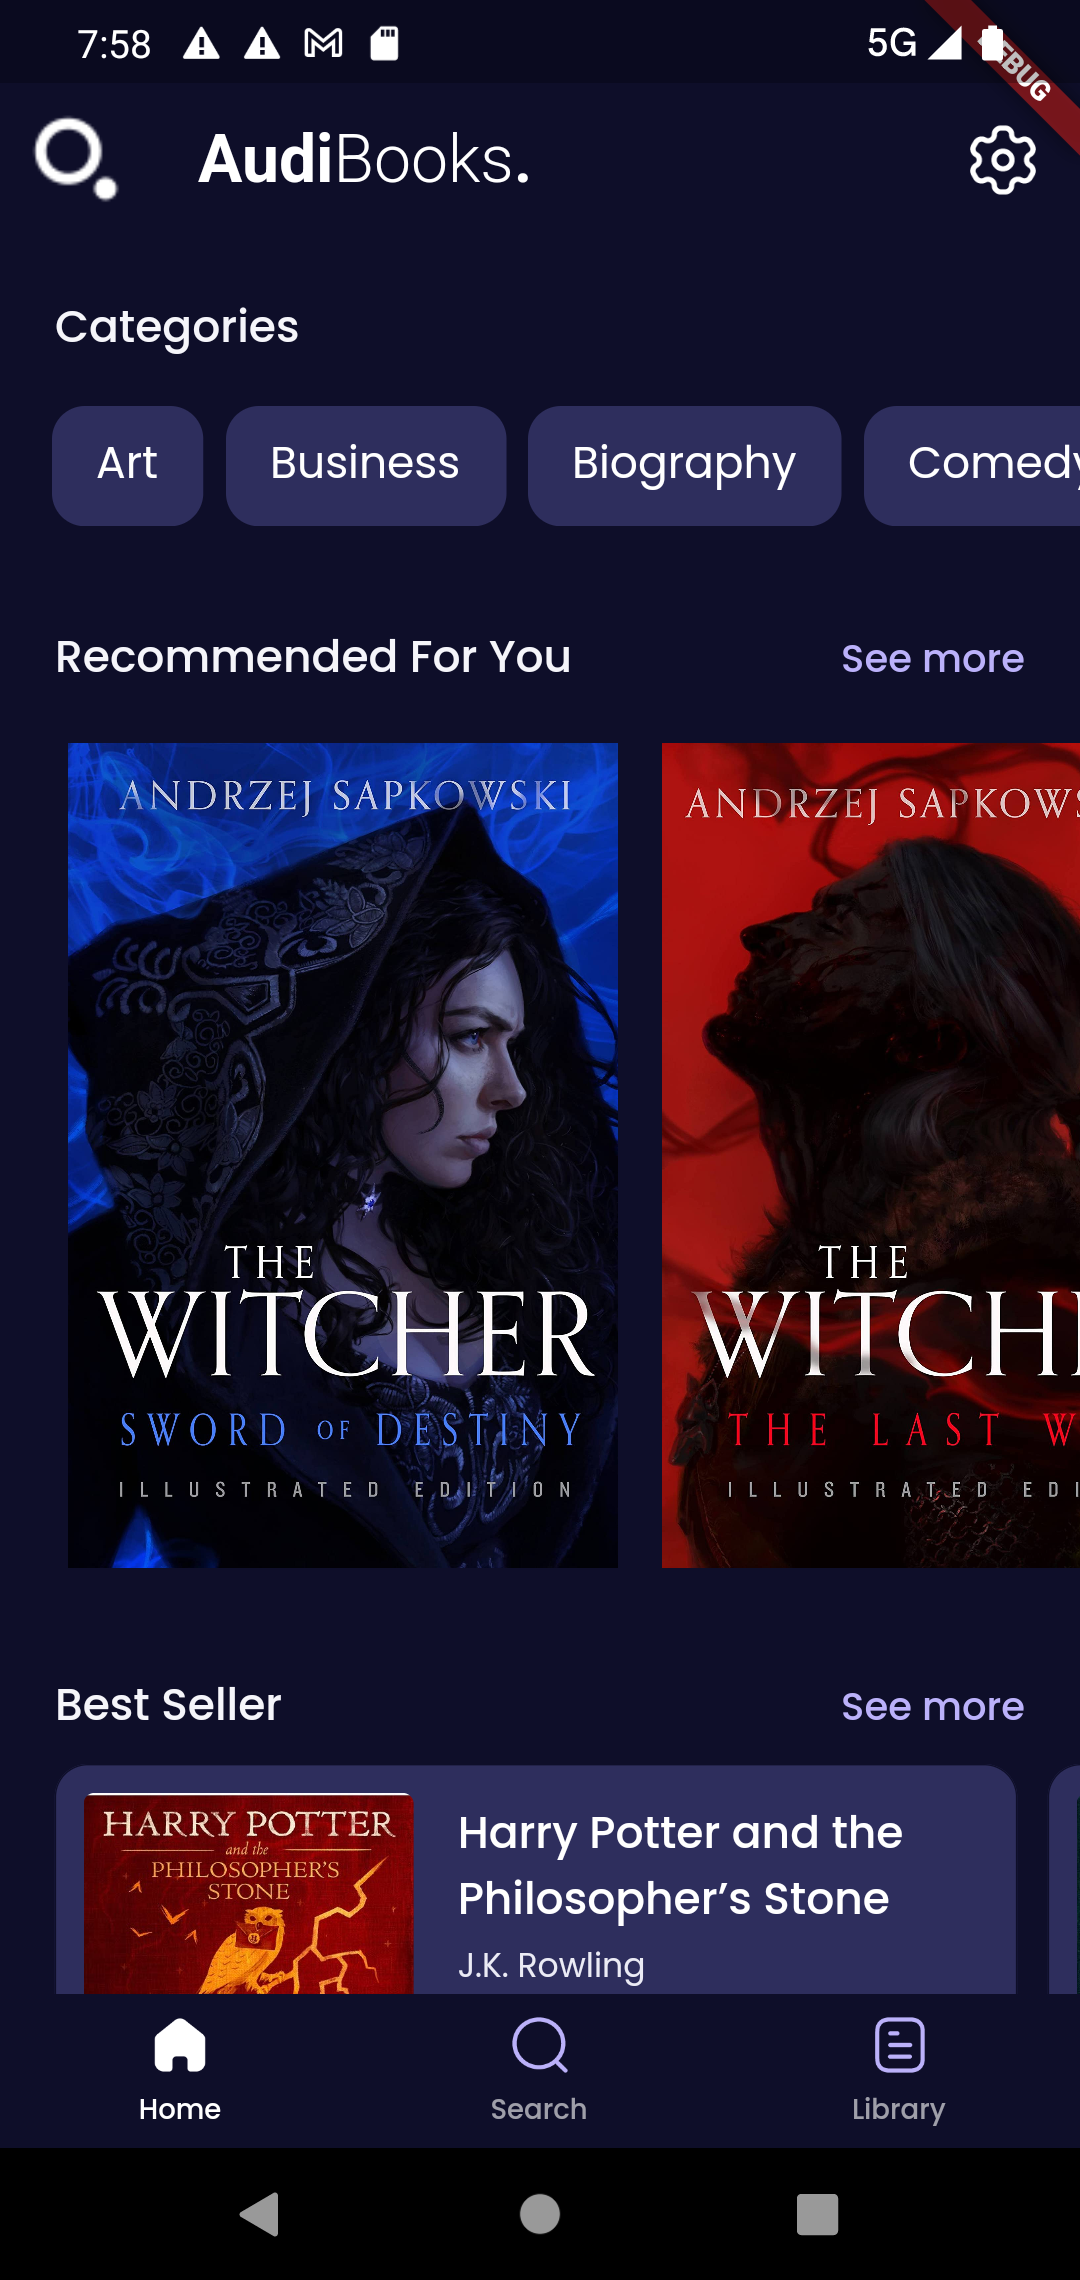 7:58
5G
EBUG
AudiBooks.
Categories
Art
Business
Biography
Comedy
Recommended For You
See more
ANDRZEJ SAPKOWSKI
THE
WITCHER
SWORD OF DESTINY
ILLUSTRATED EDITION
ANDRZEJ SAPKOWS
THE
WITCH
THE LAST W
ILLUSTRATED EDI
Best Seller
See more
HARRY POTTER
and the
PHILOSOPHER'S
STONE
Harry Potter and the
Philosopher’s Stone
J.K. Rowling
Home
Search
Library